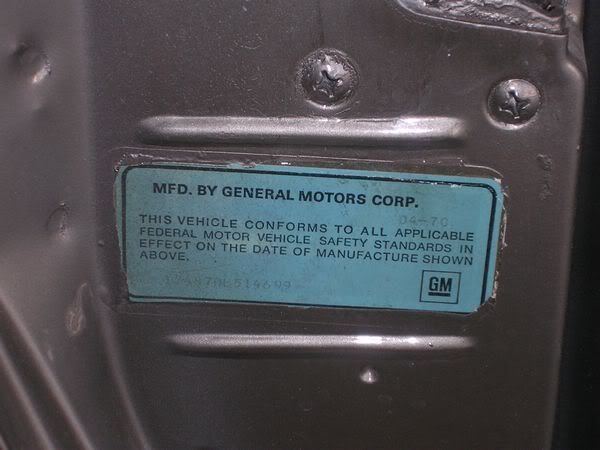 MFD. BY GENERAL MOTORS CORP.
04-70
THIS VEHICLE CONFORMS TO ALL APPLICABLE
FEDERAL MOTOR VEHICLE SAFETY STANDARDS IN
EFFECT ON THE DATE OF MANUFACTURE SHOWN
ABOVE.
GM